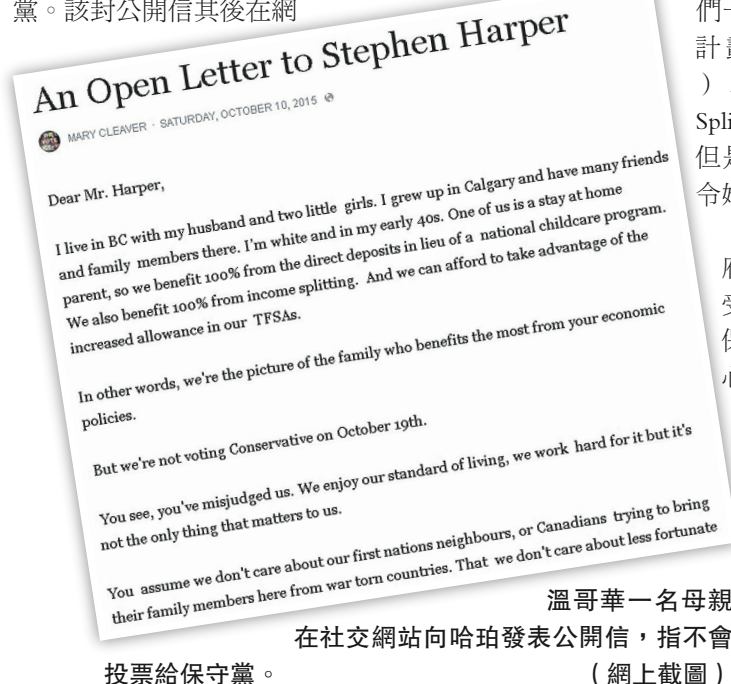 黨。該封公開信其後在網
An Open Letter to Stephen Harper
MARY CLEAVER · SATURDAY, OCTOBER 10, 2015
Dear Mr. Harper,
I live in BC with my husband and two little girls. I grew up in Calgary and have many friends
and family members there. I'm white and in my early 40s. One of us is a stay at home
parent, so we benefit 100% from the direct deposits in lieu of a national childcare program.
We also benefit 100% from income splitting. And we can afford to take advantage of the
increased allowance in our TFSAs.
In other words, we're the picture of the family who benefits the most from your economic
policies.
But we're not voting Conservative on October 19th.
You see, you've misjudged us. We enjoy our standard of living, we work hard for it but it's
not the only thing that matters to us.
You assume we don't care about our first nations neighbours, or Canadians trying to bring
their family members here from war torn countries. That we don't care about less fortunate
溫哥華一名母親
在社交網站向哈珀發表公開信，指不會
投票給保守黨。 （網上截圖）
們一
計畫
）
Spli
但是
令她
受